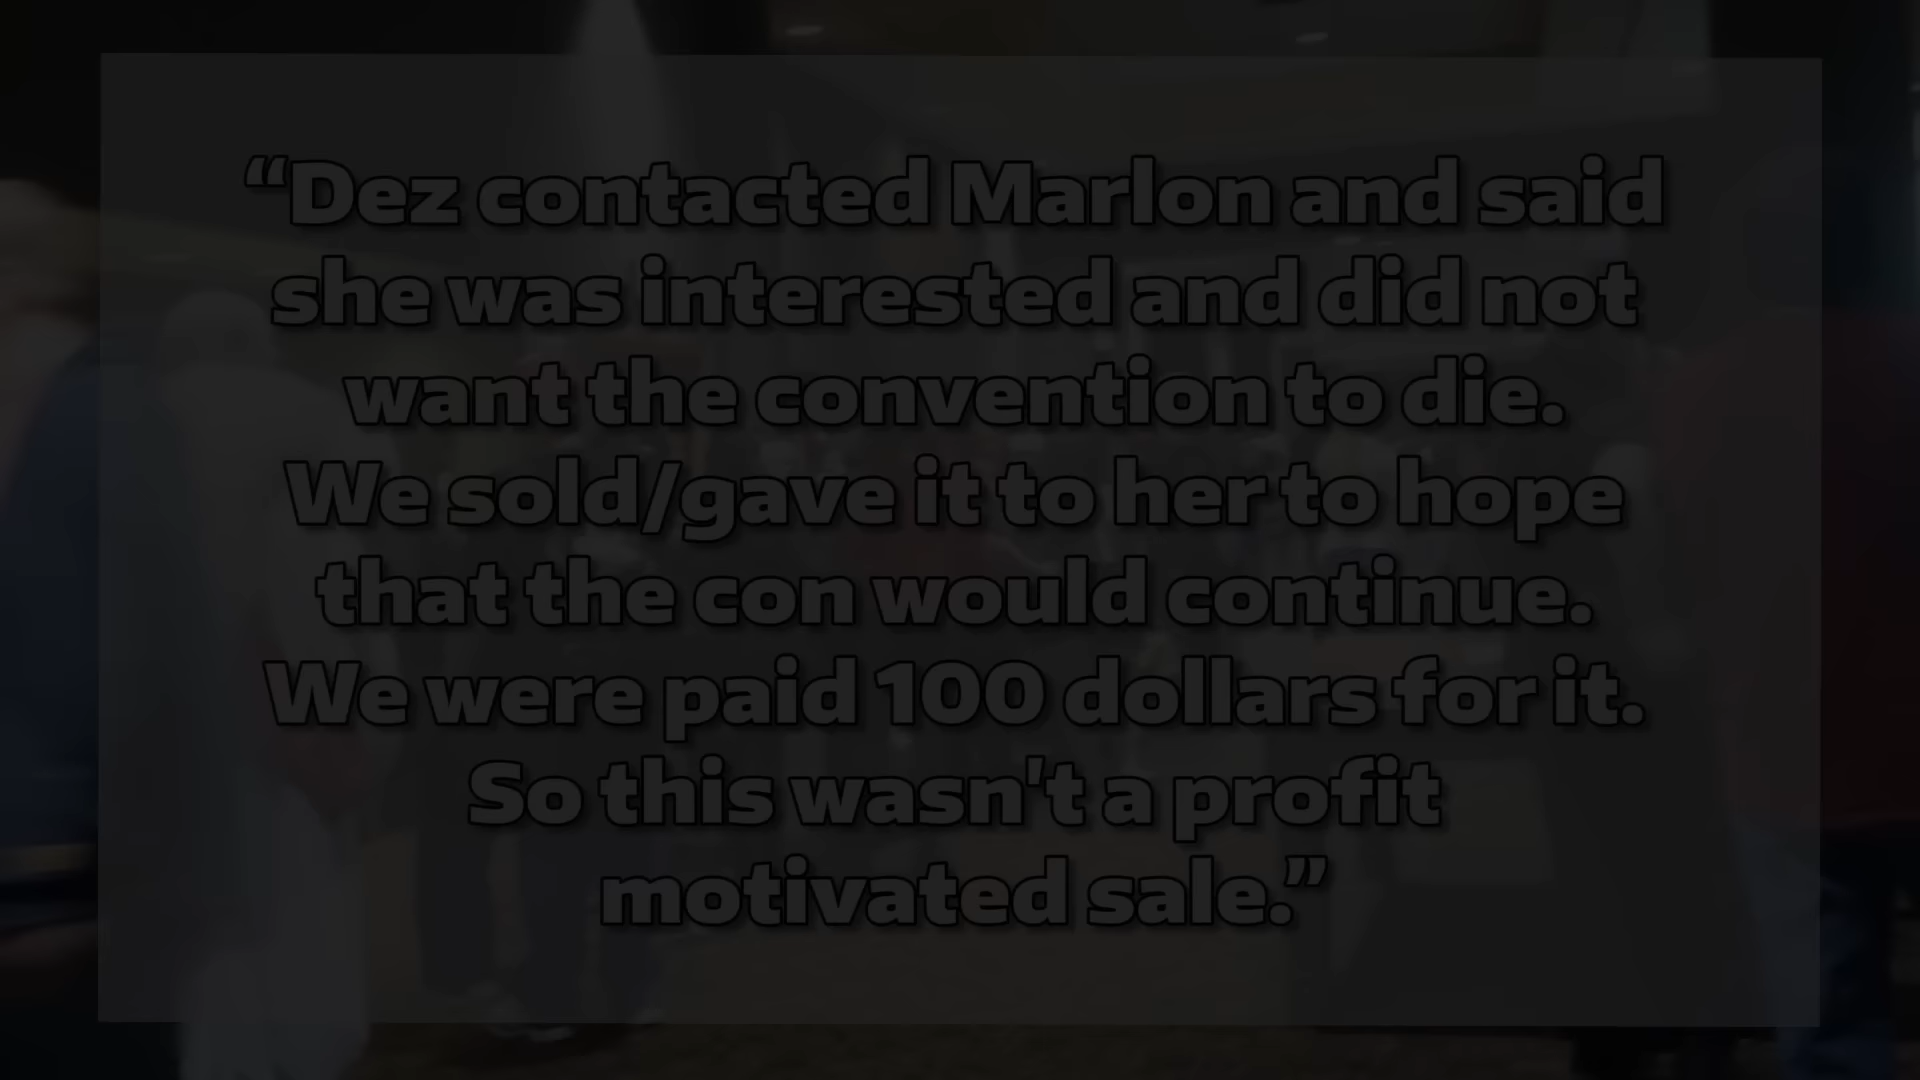 “Dez contacted Marlon and said
she was interested and did not
want the convention to die.
We sold/gave it to her to hope
that the con would continue.
We were paid 100 dollars for it.
So this wasn't a profit
motivated sale.”